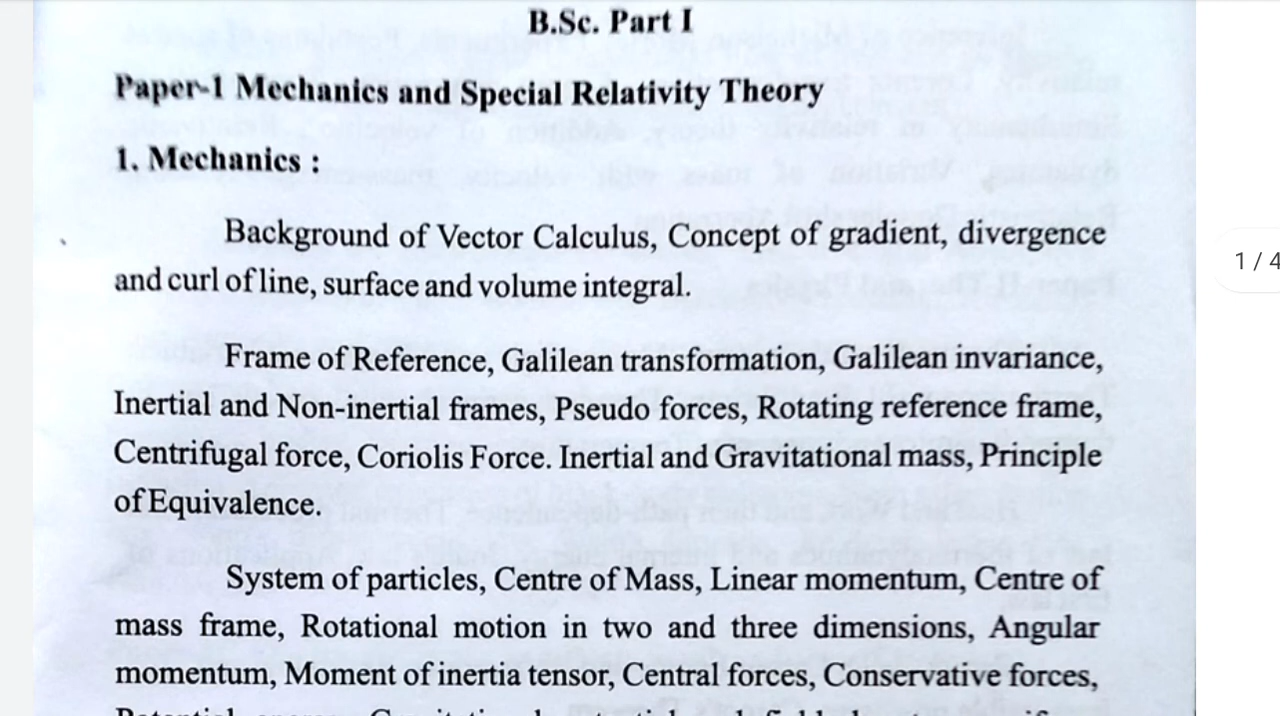 B.Sc. Part I
Paper-1 Mechanics and Special Relativity Theory
1. Mechanics :
Background of Vector Calculus, Concept of gradient, divergence
and curl of line, surface and volume integral.
1 / 4
Frame of Reference, Galilean transformation, Galilean invariance,
Inertial and Non-inertial frames, Pseudo forces, Rotating reference frame,
Centrifugal force, Coriolis Force. Inertial and Gravitational mass, Principle
of Equivalence.
System of particles, Centre of Mass, Linear momentum, Centre of
mass frame, Rotational motion in two and three dimensions, Angular
momentum, Moment of inertia tensor, Central forces, Conservative forces,